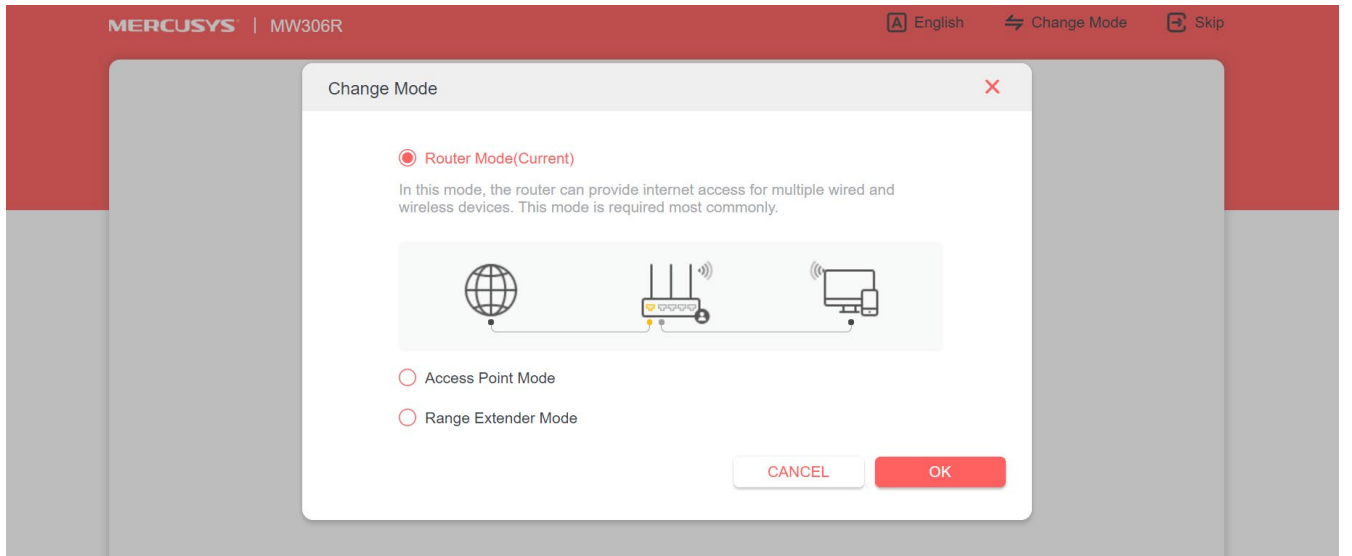 MERCUSYS | MW306R
English
Change Mode
Skip
Change Mode
Router Mode(Current)
In this mode, the router can provide internet access for multiple wired and
wireless devices. This mode is required most commonly.
Access Point Mode
Range Extender Mode
CANCEL
OK